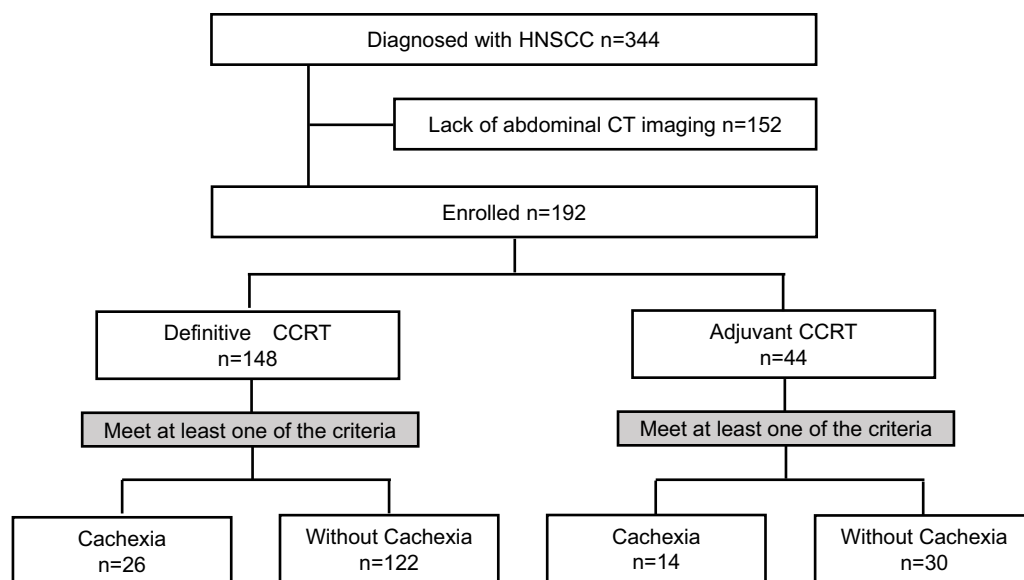 Diagnosed with HNSCC n=344
Lack of abdominal CT imaging n=152
Enrolled n=192
Definitive CCRT
n=148
Adjuvant CCRT
n=44
Meet at least one of the criteria
Meet at least one of the criteria
Cachexia
n=26
Without Cachexia
n=122
Cachexia
n=14
Without Cachexia
n=30